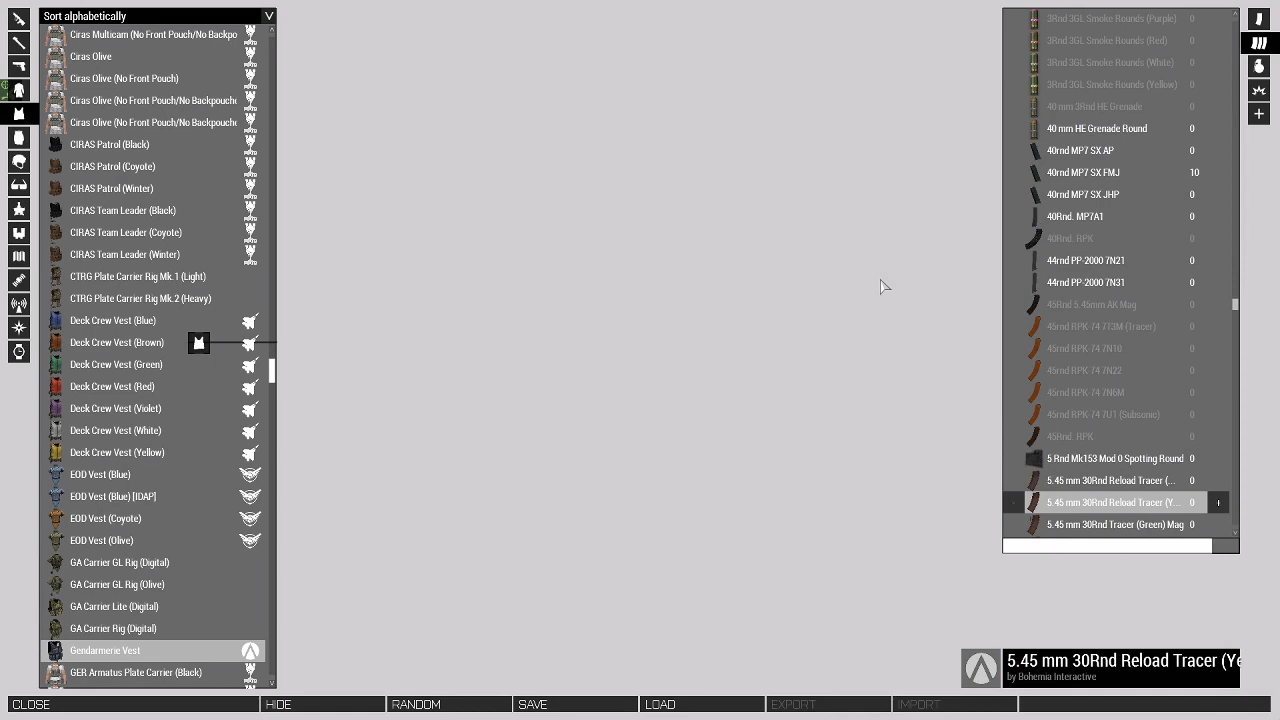 Sort alphabetically
Ciras Multicam (No Front Pouch/No Backpo
Ciras Olive
Ciras Olive (No Front Pouch)
Ciras Olive (No Front Pouch/No Backpouche
Ciras Olive (No Front Pouch/No Backpouche
CIRAS Patrol (Black)
CIRAS Patrol (Coyote)
CIRAS Patrol (Winter)
CIRAS Team Leader (Black)
CIRAS Team Leader (Coyote)
CIRAS Team Leader (Winter)
CTRG Plate Carrier Rig Mk.1 (Light)
CTRG Plate Carrier Rig Mk.2 (Heavy)
Deck Crew Vest (Blue)
Deck Crew Vest (Brown)
Deck Crew Vest (Green)
Deck Crew Vest (Red)
Deck Crew Vest (Violet)
Deck Crew Vest (White)
Deck Crew Vest (Yellow)
EOD Vest (Blue)
EOD Vest (Blue) [IDAP]
EOD Vest (Coyote)
EOD Vest (Olive)
GA Carrier GL Rig (Digital)
GA Carrier GL Rig (Olive)
GA Carrier Lite (Digital)
GA Carrier Rig (Digital)
Gendarmerie Vest
GER Armatus Plate Carrier (Black)
3Rnd 3GL Smoke Rounds (Purple) 0
3Rnd 3GL Smoke Rounds (Red) 0
3Rnd 3GL Smoke Rounds (White) 0
3Rnd 3GL Smoke Rounds (Yellow) 0
40 mm 3Rnd HE Grenade 0
40 mm HE Grenade Round 0
40rnd MP7 SX AP 0
40rnd MP7 SX FMJ 10
40rnd MP7 SX JHP 0
40Rnd. MP7A1 0
40Rnd. RPK 0
44rnd PP-2000 7N21 0
44rnd PP-2000 7N31 0
45Rnd 5.45mm AK Mag 0
45rnd RPK-74 7T3M (Tracer) 0
45rnd RPK-74 7N10 0
45rnd RPK-74 7N22 0
45rnd RPK-74 7N6M 0
45rnd RPK-74 7U1 (Subsonic) 0
45Rnd. RPK 0
5 Rnd Mk153 Mod 0 Spotting Round 0
5.45 mm 30Rnd Reload Tracer (... 0
5.45 mm 30Rnd Reload Tracer (Y... 0
5.45 mm 30Rnd Tracer (Green) Mag 0
5.45 mm 30Rnd Reload Tracer (Ye
by Bohemia Interactive
CLOSE HIDE RANDOM SAVE LOAD EXPORT IMPORT